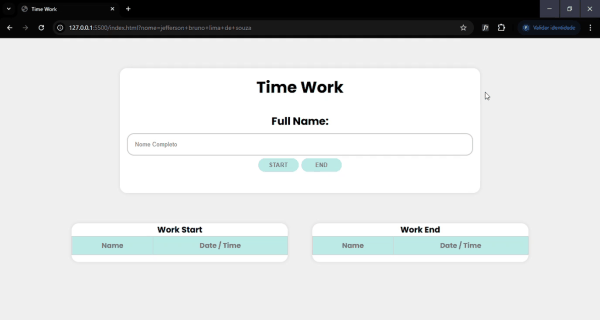 Time Work
127.0.0.1:5500/index.html?nome=jefferson+bruno+lima+de+souza
Validar identidade
Time Work
Full Name:
Nome Completo
START END
Work Start Work End
Name Date / Time Name Date / Time